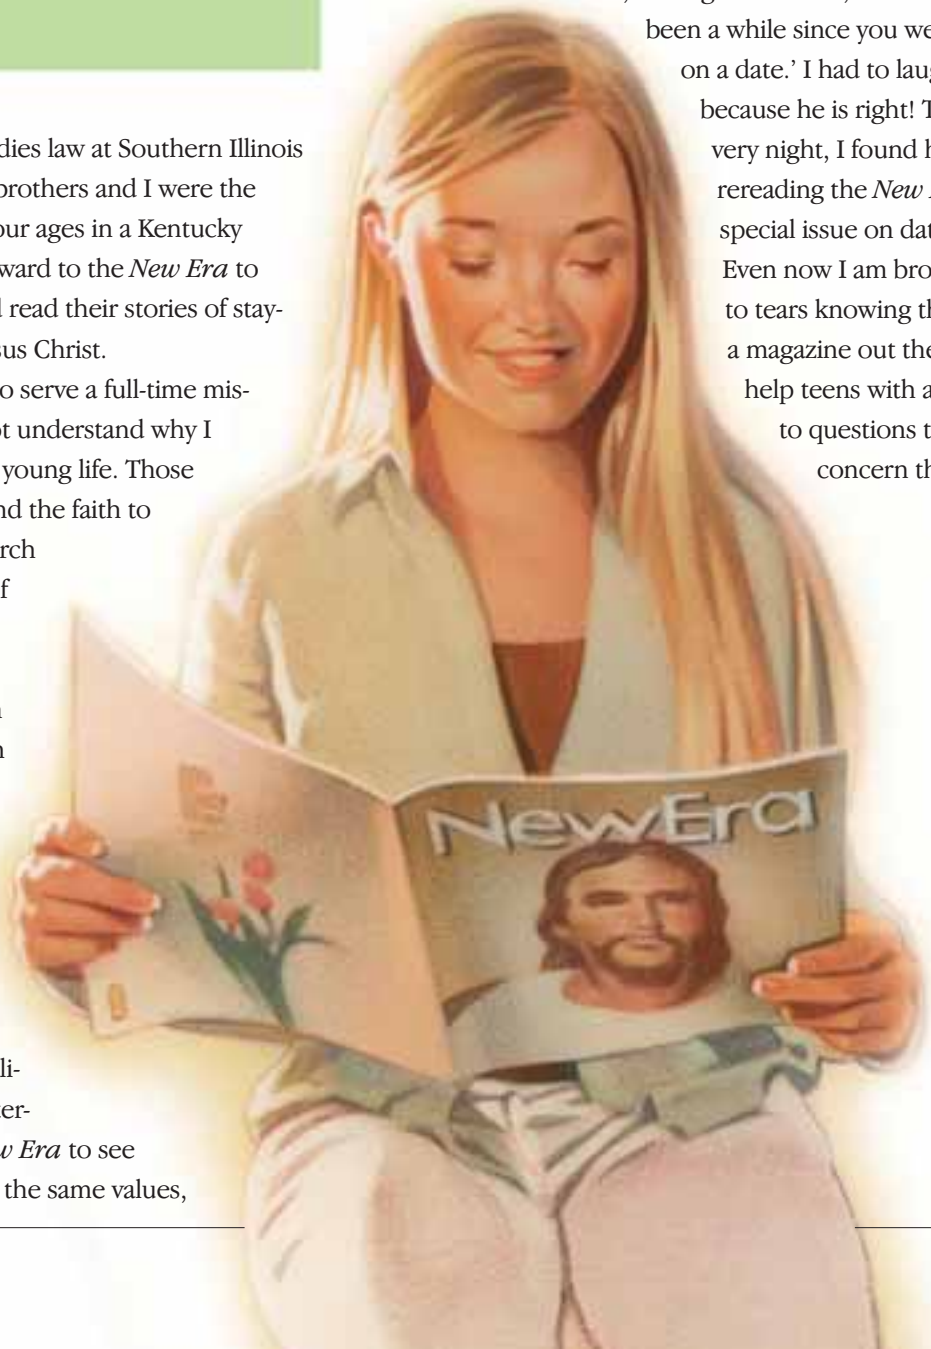 dies law at Southern Illinois
brothers and I were the
our ages in a Kentucky
ward to the New Era to
read their stories of stay-
sus Christ.
o serve a full-time mis-
t understand why I
young life. Those
nd the faith to
rch
f
n
li-
ter-
w Era to see
the same values,
been a while since you we
on a date.’ I had to laug
because he is right! T
very night, I found h
rereading the New
special issue on dat
Even now I am bro
to tears knowing th
a magazine out the
help teens with a
to questions t
concern th
NewEra